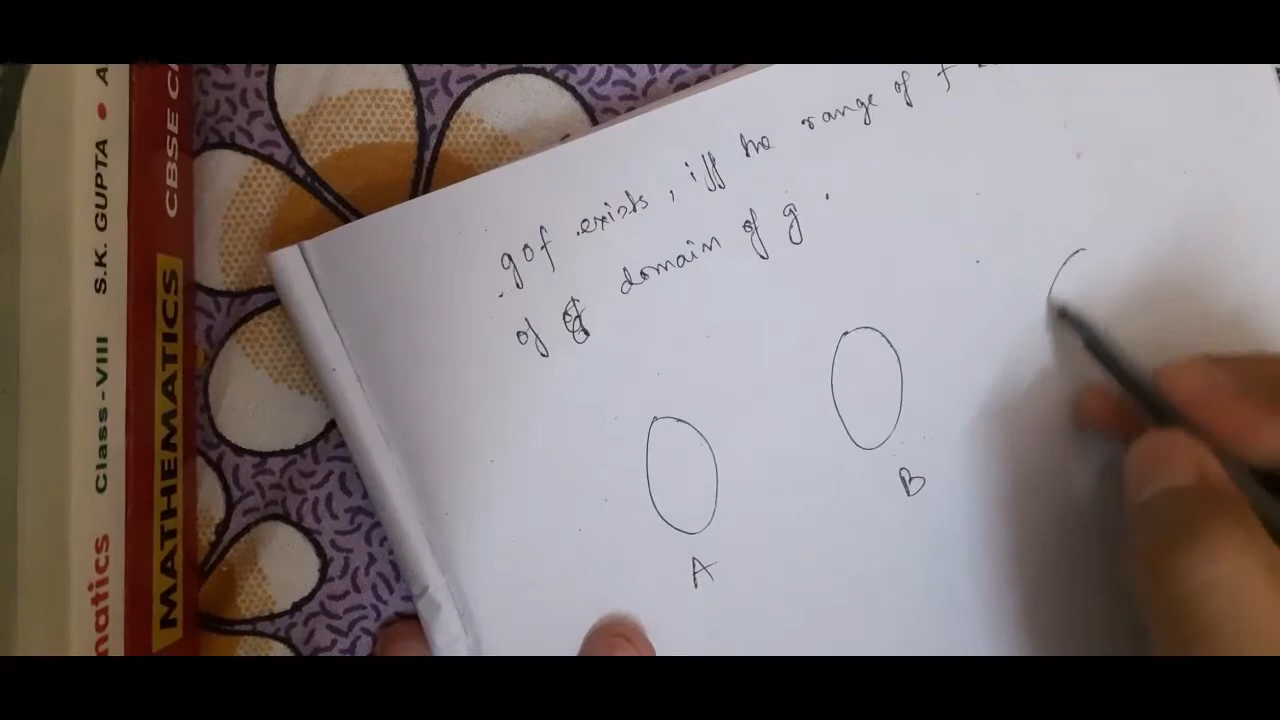 S.K. GUPTA • A
matics Class-VIII
MATHEMATICS CBSE
gof exists, iff the range of f
of domain of g.
A
B